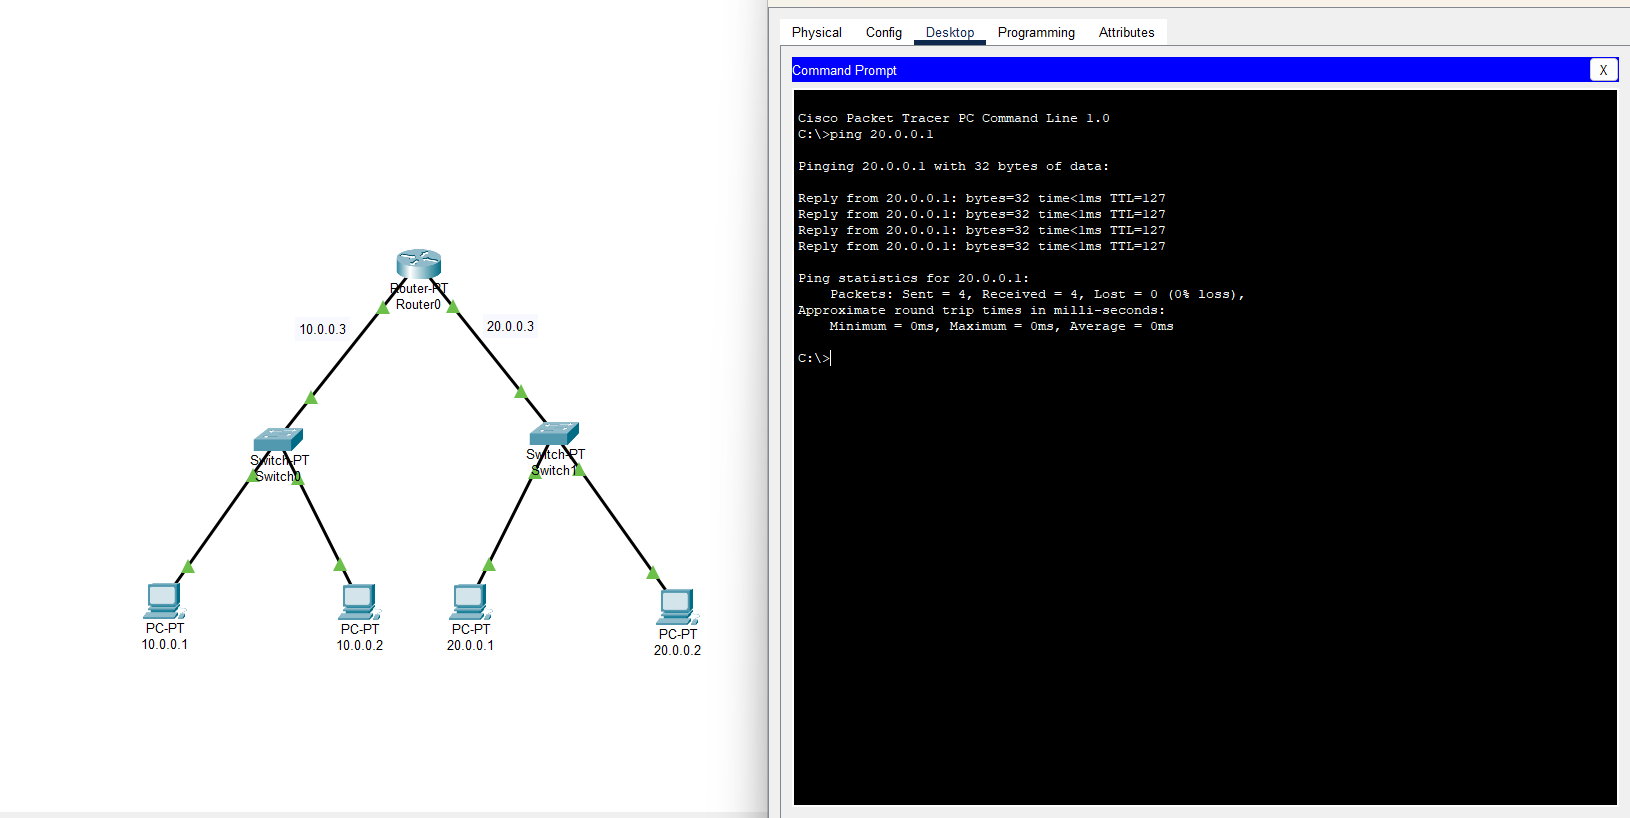 Router-PT
Router0
10.0.0.3
20.0.0.3
Switch-PT
Switch0
Switch-PT
Switch1
PC-PT
10.0.0.1
PC-PT
10.0.0.2
PC-PT
20.0.0.1
PC-PT
20.0.0.2
Physical Config Desktop Programming Attributes
Command Prompt X
Cisco Packet Tracer PC Command Line 1.0
C:\>ping 20.0.0.1
Pinging 20.0.0.1 with 32 bytes of data:
Reply from 20.0.0.1: bytes=32 time<1ms TTL=127
Reply from 20.0.0.1: bytes=32 time<1ms TTL=127
Reply from 20.0.0.1: bytes=32 time<1ms TTL=127
Reply from 20.0.0.1: bytes=32 time<1ms TTL=127
Ping statistics for 20.0.0.1:
Packets: Sent = 4, Received = 4, Lost = 0 (0% loss),
Approximate round trip times in milli-seconds:
Minimum = 0ms, Maximum = 0ms, Average = 0ms
C:\>